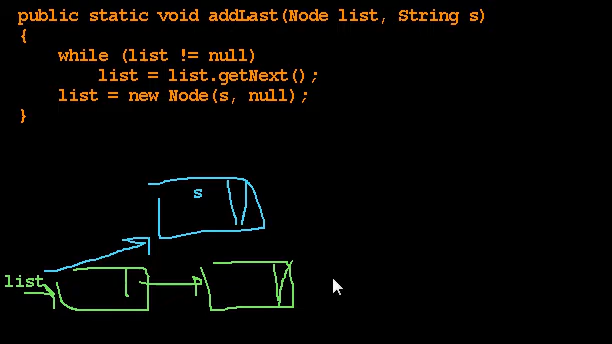 public static void addLast(Node list, String s)
{
while (list != null)
list = list.getNext();
list = new Node(s, null);
}
s
list